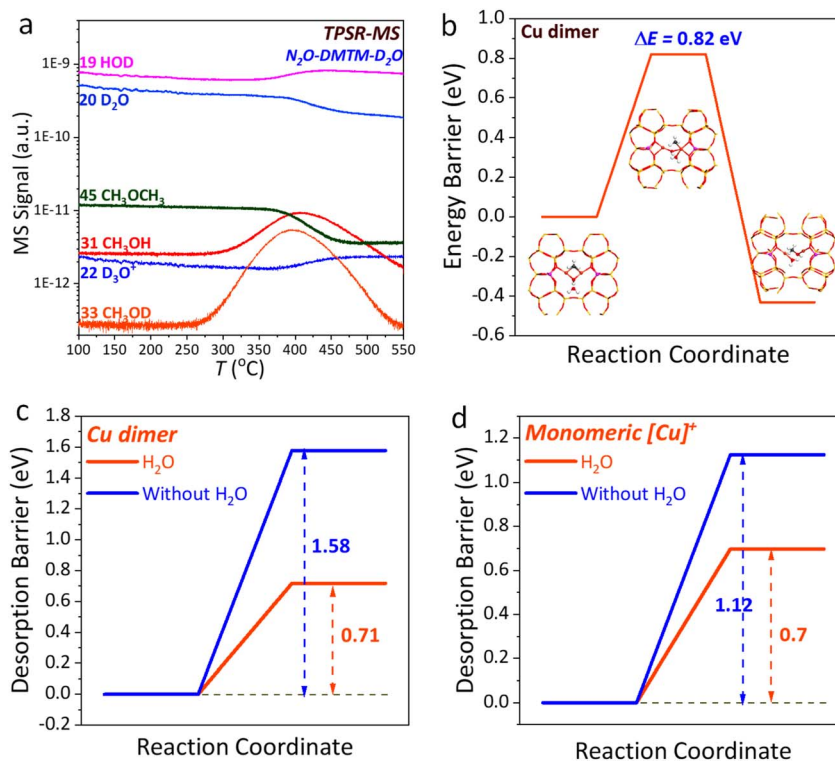 a
TPSR-MS
N₂O-DMTM-D₂O
19 HOD
20 D₂O
45 CH₃OCH₃
31 CH₃OH
22 D₃O⁺
33 CH₃OD
MS Signal (a.u.)
1E-9
1E-10
1E-11
1E-12
100 150 200 250 300 350 400 450 500 550
T (°C)
b
Cu dimer
ΔE = 0.82 eV
Energy Barrier (eV)
1.0
0.8
0.6
0.4
0.2
0.0
-0.2
-0.4
-0.6
Reaction Coordinate
c
Cu dimer
H₂O
Without H₂O
1.58
0.71
Desorption Barrier (eV)
1.8
1.6
1.4
1.2
1.0
0.8
0.6
0.4
0.2
0.0
-0.2
Reaction Coordinate
d
Monomeric [Cu]⁺
H₂O
Without H₂O
1.12
0.7
Desorption Barrier (eV)
1.2
1.0
0.8
0.6
0.4
0.2
0.0
Reaction Coordinate